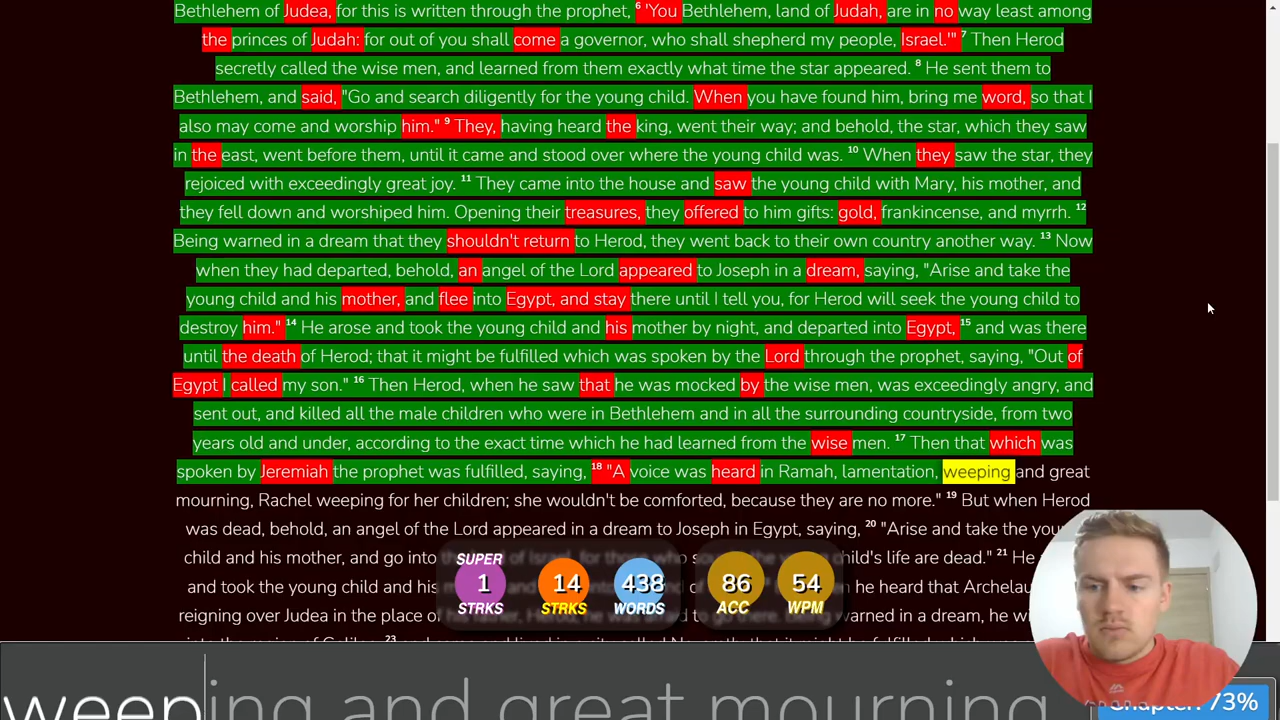 Bethlehem of Judea, for this is written through the prophet, 6 'You Bethlehem, land of Judah, are in no way least among
the princes of Judah: for out of you shall come a governor, who shall shepherd my people, Israel.'" 7 Then Herod
secretly called the wise men, and learned from them exactly what time the star appeared. 8 He sent them to
Bethlehem, and said, "Go and search diligently for the young child. When you have found him, bring me word, so that I
also may come and worship him." 9 They, having heard the king, went their way; and behold, the star, which they saw
in the east, went before them, until it came and stood over where the young child was. 10 When they saw the star, they
rejoiced with exceedingly great joy. 11 They came into the house and saw the young child with Mary, his mother, and
they fell down and worshiped him. Opening their treasures, they offered to him gifts: gold, frankincense, and myrrh. 12
Being warned in a dream that they shouldn't return to Herod, they went back to their own country another way. 13 Now
when they had departed, behold, an angel of the Lord appeared to Joseph in a dream, saying, "Arise and take the
young child and his mother, and flee into Egypt, and stay there until I tell you, for Herod will seek the young child to
destroy him." 14 He arose and took the young child and his mother by night, and departed into Egypt, 15 and was there
until the death of Herod; that it might be fulfilled which was spoken by the Lord through the prophet, saying, "Out of
Egypt I called my son." 16 Then Herod, when he saw that he was mocked by the wise men, was exceedingly angry, and
sent out, and killed all the male children who were in Bethlehem and in all the surrounding countryside, from two
years old and under, according to the exact time which he had learned from the wise men. 17 Then that which was
spoken by Jeremiah the prophet was fulfilled, saying, 18 "A voice was heard in Ramah, lamentation, weeping and great
mourning, Rachel weeping for her children; she wouldn't be comforted, because they are no more." 19 But when Herod
was dead, behold, an angel of the Lord appeared in a dream to Joseph in Egypt, saying, 20 "Arise and take the
child and his mother, and go into child's life are dead." 21 He
and took the young child and his he heard that
reigning over Judea in the place of warned in a dream, he
SUPER 1 STRKS
14 STRKS
438 WORDS
86 ACC
54 WPM
weeping and great mourning
Chapter: 73%